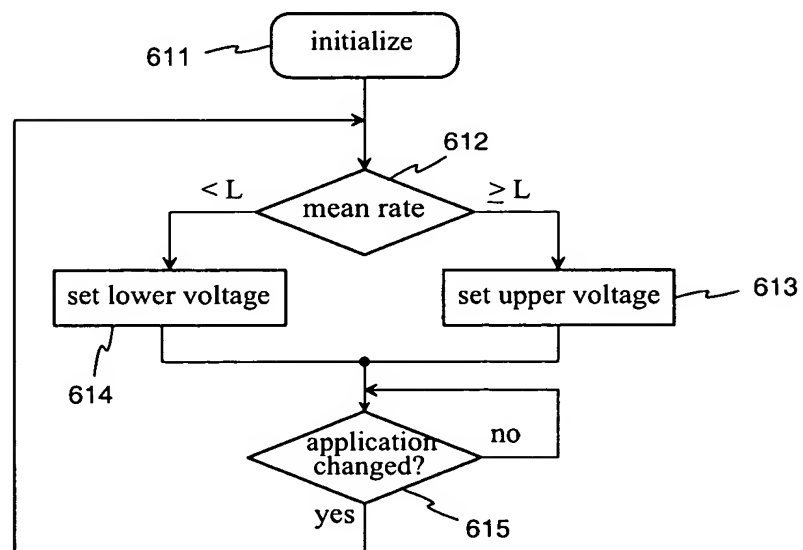 initialize
611
612
< L
mean rate
≥ L
set lower voltage
set upper voltage
613
614
application
changed?
no
yes
615